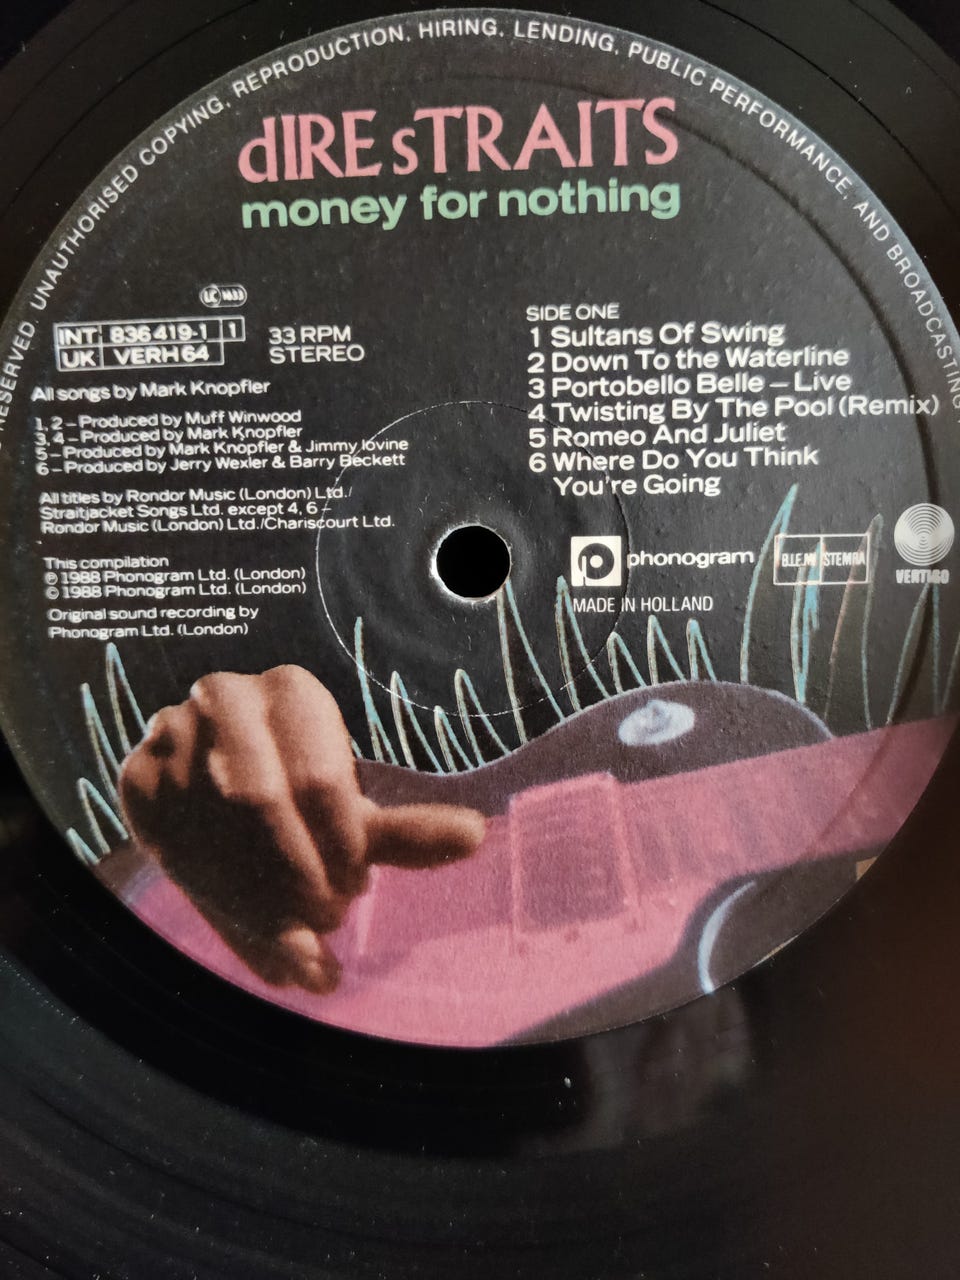 RESERVED. UNAUTHORISED COPYING, REPRODUCTION, HIRING, LENDING, PUBLIC PERFORMANCE, AND BROADCASTING
dIRE sTRAITS
money for nothing
LC 1633
INT 836 419-1 1
UK VERH 64
33 RPM
STEREO
All songs by Mark Knopfler
1, 2 – Produced by Muff Winwood
3, 4 – Produced by Mark Knopfler
5 – Produced by Mark Knopfler & Jimmy Iovine
6 – Produced by Jerry Wexler & Barry Beckett
All titles by Rondor Music (London) Ltd./
Straitjacket Songs Ltd. except 4, 6 –
Rondor Music (London) Ltd./Chariscourt Ltd.
This compilation
℗ 1988 Phonogram Ltd. (London)
© 1988 Phonogram Ltd. (London)
Original sound recording by
Phonogram Ltd. (London)
SIDE ONE
1 Sultans Of Swing
2 Down To the Waterline
3 Portobello Belle – Live
4 Twisting By The Pool (Remix)
5 Romeo And Juliet
6 Where Do You Think
You're Going
phonogram
B.I.E.M. STEMRA
VERTIGO
MADE IN HOLLAND